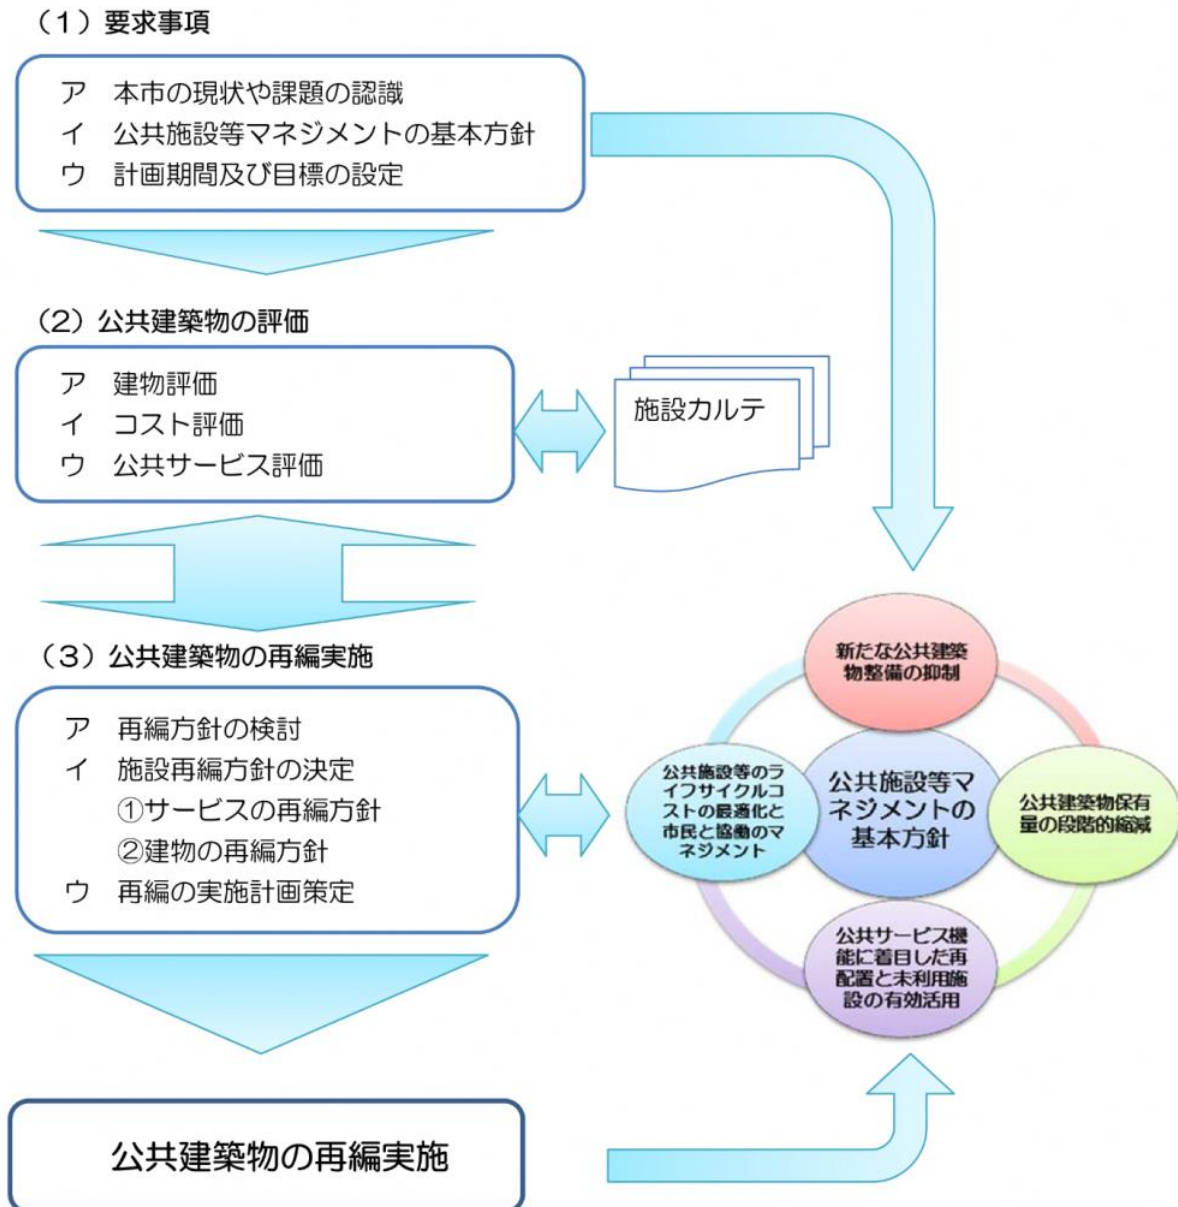 （1）要求事項
ア　本市の現状や課題の認識
イ　公共施設等マネジメントの基本方針
ウ　計画期間及び目標の設定
（2）公共建築物の評価
ア　建物評価
イ　コスト評価
ウ　公共サービス評価
施設カルテ
（3）公共建築物の再編実施
ア　再編方針の検討
イ　施設再編方針の決定
①サービスの再編方針
②建物の再編方針
ウ　再編の実施計画策定
新たな公共建築
物整備の抑制
公共施設等のラ
イフサイクルコ
ストの最適化と
市民と協働のマ
ネジメント
公共施設等マ
ネジメントの
基本方針
公共建築物保有
量の段階的縮減
公共サービス機
能に着目した再
配置と未利用施
設の有効活用
公共建築物の再編実施